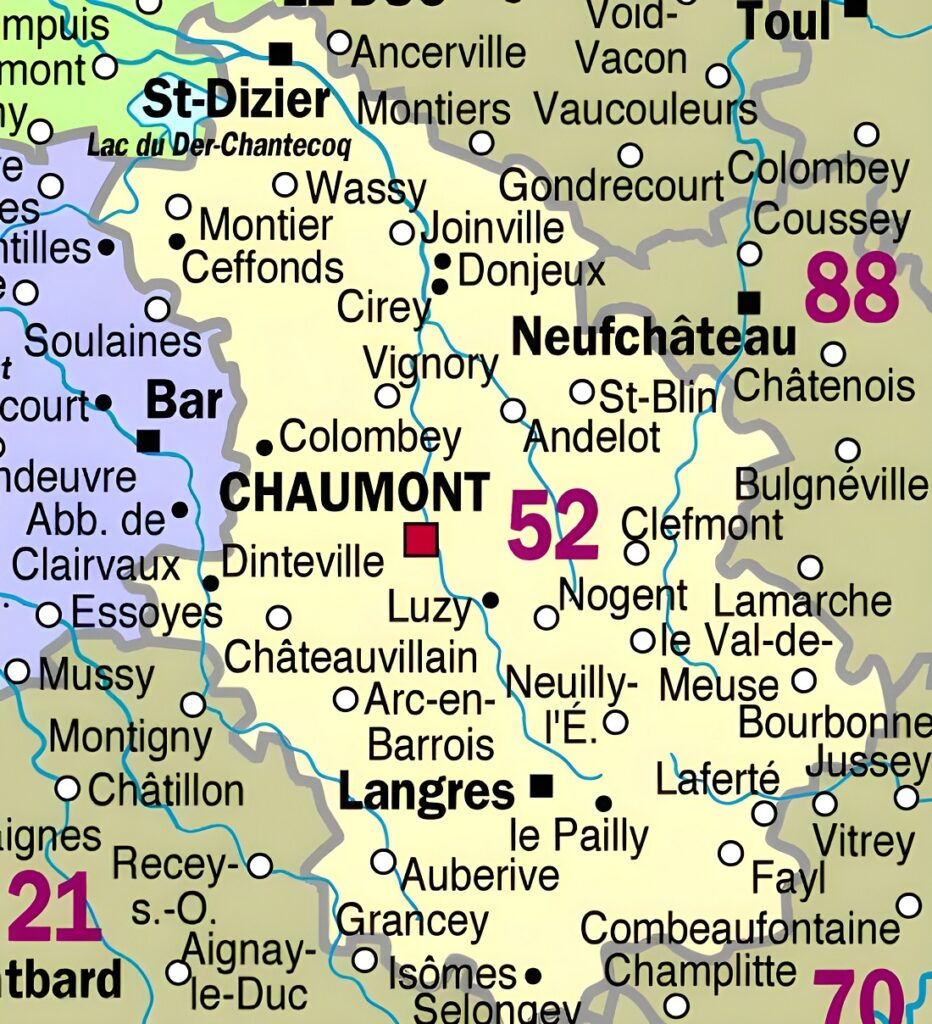 Void-
Toul
Vacon
Ancerville
St-Dizier
Montiers
Vaucouleurs
Lac du Der-Chantecoq
Wassy
Gondrecourt
Colombey
Montier
Joinville
Coussey
Ceffonds
Donjeux
88
Cirey
Soulaines
Neufchâteau
Vignory
Châtenois
Bar
St-Blin
Colombey
Andelot
CHAUMONT
Bulgnéville
52
Abb. de
Clairvaux
Clefmont
Dinteville
Essoyes
Luzy
Nogent
Lamarche
Châteauvillain
le Val-de-
Meuse
Mussy
Arc-en-
Barrois
Neuilly-
l'É.
Bourbonne
Montigny
Jussey
Châtillon
Langres
Laferté
le Pailly
Vitrey
Recey-
s.-O.
Auberive
Fayl
21
Grancey
Combeaufontaine
Aignay-
le-Duc
Isômes
Champlitte
70
Selongey